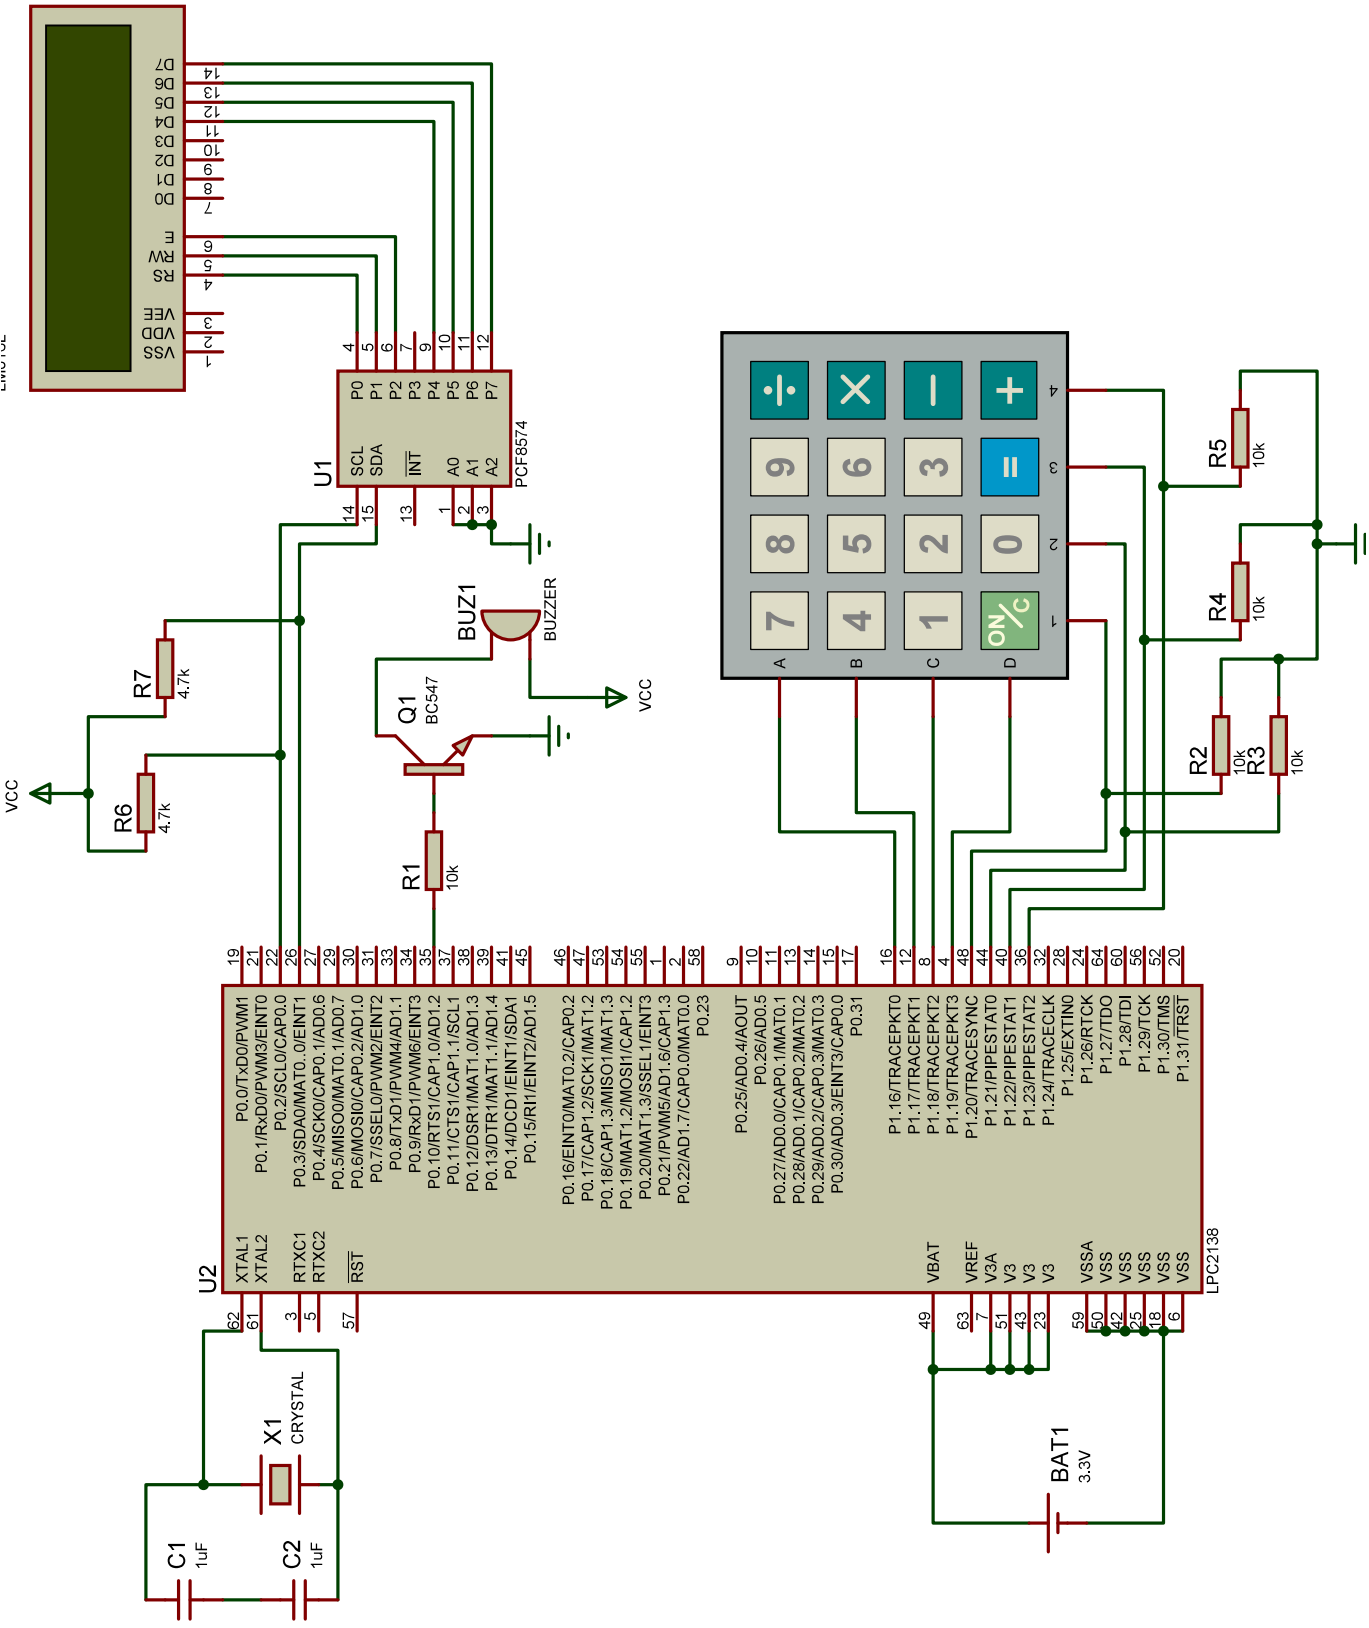 D7
D6
D5
D4
D3
D2
D1
D0
E
RW
RS
VEE
VDD
VSS
14
13
12
11
10
9
8
7
6
5
4
3
2
1
4
5
6
7
9
10
11
12
P0
P1
P2
P3
P4
P5
P6
P7
SCL
SDA
INT
A0
A1
A2
U1
PCF8574
14
15
13
1
2
3
BUZ1
BUZZER
VCC
Q1
BC547
R1
10k
R7
4.7k
R6
4.7k
VCC
÷
×
−
+
9
6
3
=
8
5
2
0
7
4
1
ON/C
A
B
C
D
4
3
2
1
R5
10k
R4
10k
R2
10k
R3
10k
19
21
22
26
27
29
30
31
33
34
35
37
38
39
41
45
46
47
53
54
55
1
2
58
9
10
11
13
14
15
17
16
12
8
4
48
44
40
36
32
28
24
64
60
56
52
20
P0.0/TxD0/PWM1
P0.1/RxD0/PWM3/EINT0
P0.2/SCL0/CAP0.0
P0.3/SDA0/MAT0..0/EINT1
P0.4/SCK0/CAP0.1/AD0.6
P0.5/MISO0/MAT0.1/AD0.7
P0.6/MOSI0/CAP0.2/AD1.0
P0.7/SSEL0/PWM2/EINT2
P0.8/TxD1/PWM4/AD1.1
P0.9/RxD1/PWM6/EINT3
P0.10/RTS1/CAP1.0/AD1.2
P0.11/CTS1/CAP1.1/SCL1
P0.12/DSR1/MAT1.0/AD1.3
P0.13/DTR1/MAT1.1/AD1.4
P0.14/DCD1/EINT1/SDA1
P0.15/RI1/EINT2/AD1.5
P0.16/EINT0/MAT0.2/CAP0.2
P0.17/CAP1.2/SCK1/MAT1.2
P0.18/CAP1.3/MISO1/MAT1.3
P0.19/MAT1.2/MOSI1/CAP1.2
P0.20/MAT1.3/SSEL1/EINT3
P0.21/PWM5/AD1.6/CAP1.3
P0.22/AD1.7/CAP0.0/MAT0.0
P0.23
P0.25/AD0.4/AOUT
P0.26/AD0.5
P0.27/AD0.0/CAP0.1/MAT0.1
P0.28/AD0.1/CAP0.2/MAT0.2
P0.29/AD0.2/CAP0.3/MAT0.3
P0.30/AD0.3/EINT3/CAP0.0
P0.31
P1.16/TRACEPKT0
P1.17/TRACEPKT1
P1.18/TRACEPKT2
P1.19/TRACEPKT3
P1.20/TRACESYNC
P1.21/PIPESTAT0
P1.22/PIPESTAT1
P1.23/PIPESTAT2
P1.24/TRACECLK
P1.25/EXTIN0
P1.26/RTCK
P1.27/TDO
P1.28/TDI
P1.29/TCK
P1.30/TMS
P1.31/TRST
U2
LPC2138
XTAL1
XTAL2
RTXC1
RTXC2
RST
VBAT
VREF
V3A
V3
V3
V3
VSSA
VSS
VSS
VSS
VSS
VSS
62
61
3
5
57
49
63
7
51
43
23
59
50
42
25
18
6
X1
CRYSTAL
C1
1uF
C2
1uF
BAT1
3.3V